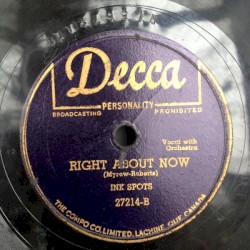 Decca
PERSONALITY
BROADCASTING PROHIBITED
Vocal with
Orchestra
RIGHT ABOUT NOW
(Myrow-Roberts)
INK SPOTS
27214-B
THE COMPO CO. LIMITED, LACHINE, QUE. CANADA